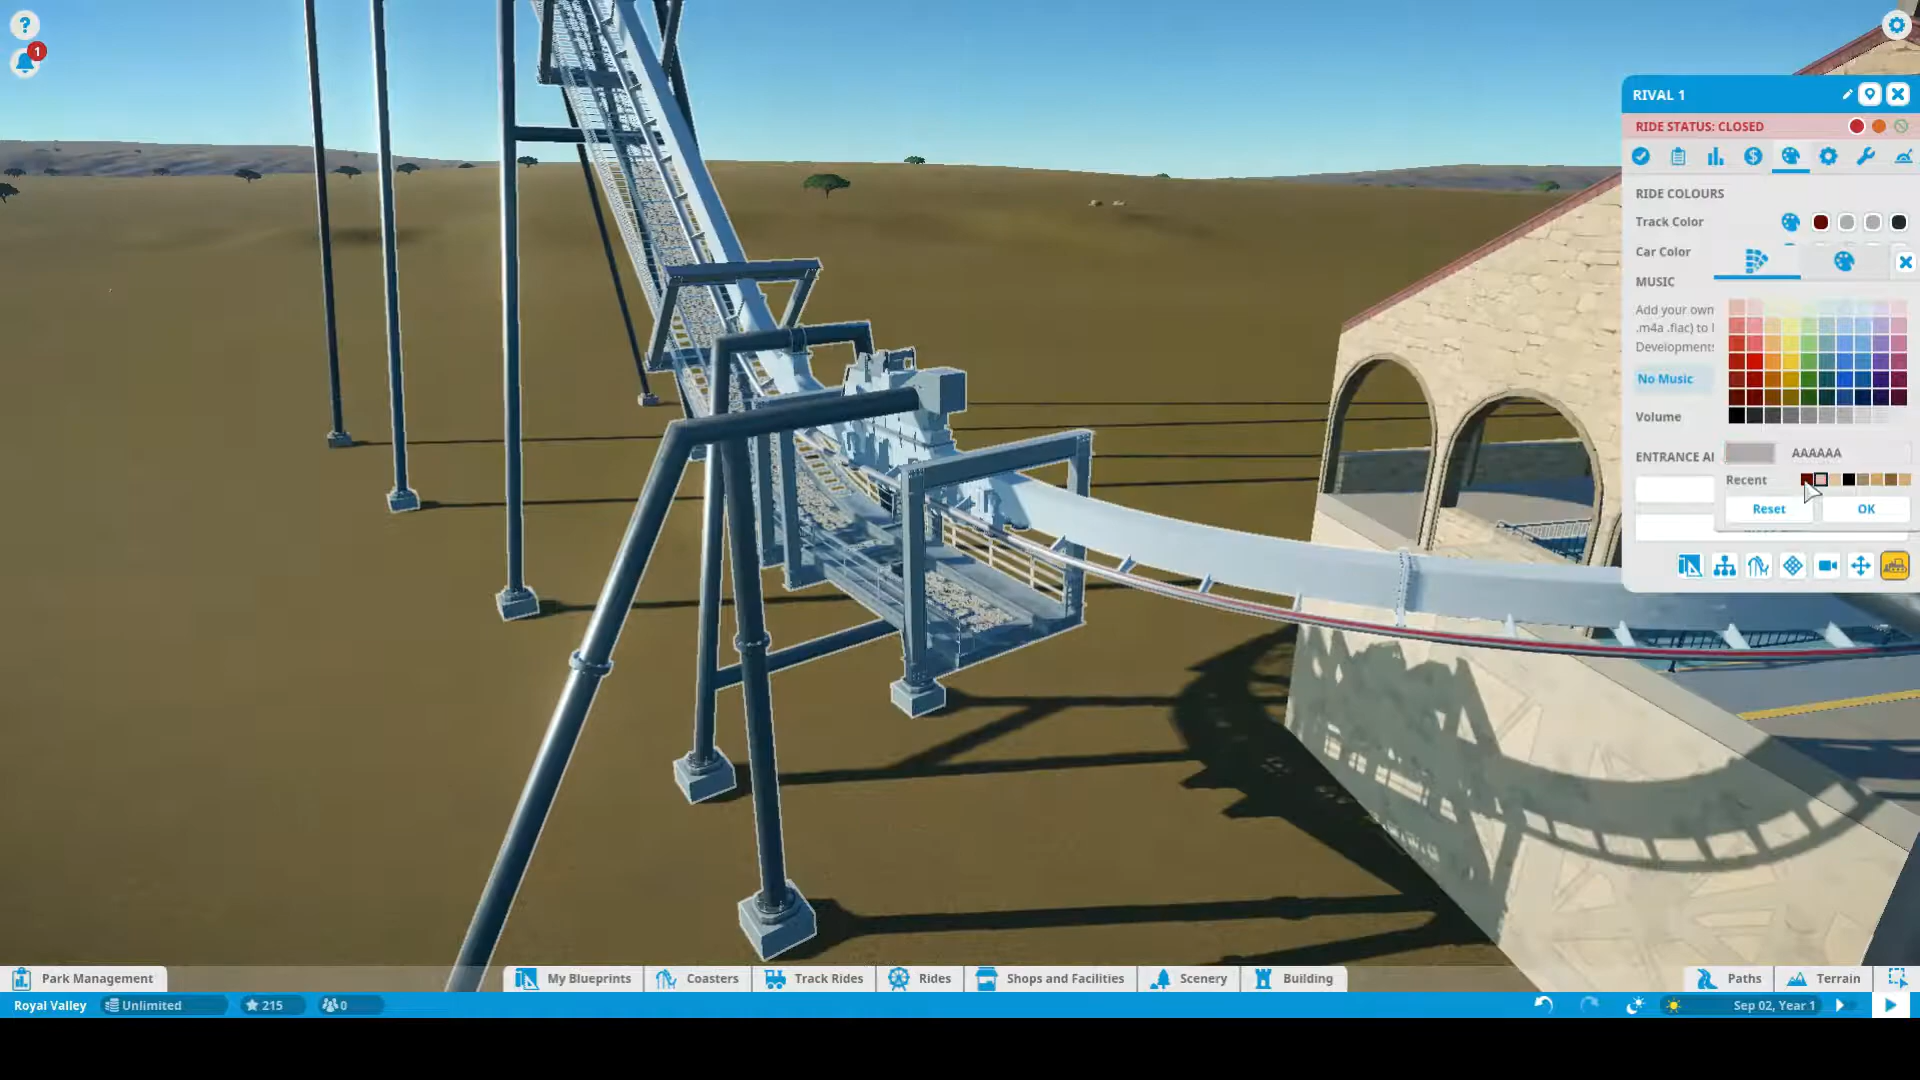 ?
1
RIVAL 1
RIDE STATUS: CLOSED
RIDE COLOURS
Track Color
Car Color
MUSIC
Add your own
.m4a .flac) to
Development
No Music
Volume
AAAAAA
ENTRANCE A
Recent
Reset
OK
Park Management
My Blueprints
Coasters
Track Rides
Rides
Shops and Facilities
Scenery
Building
Paths
Terrain
Royal Valley
Unlimited
215
0
Sep 02, Year 1